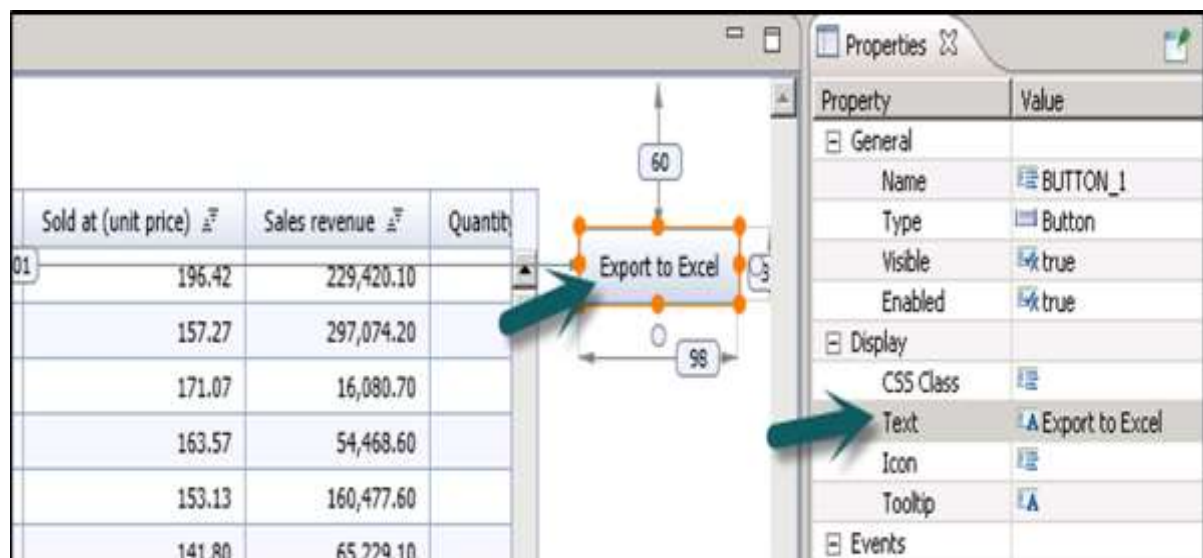 Properties
Property Value
General
60
Name BUTTON_1
Sold at (unit price) Sales revenue Quantity
Type Button
Visible true
01 196.42 229,420.10 Export to Excel
Enabled true
157.27 297,074.20
Display
98
171.07 16,080.70
CSS Class
Text Export to Excel
163.57 54,468.60
Icon
153.13 160,477.60
Tooltip
141.80 65,229.10
Events